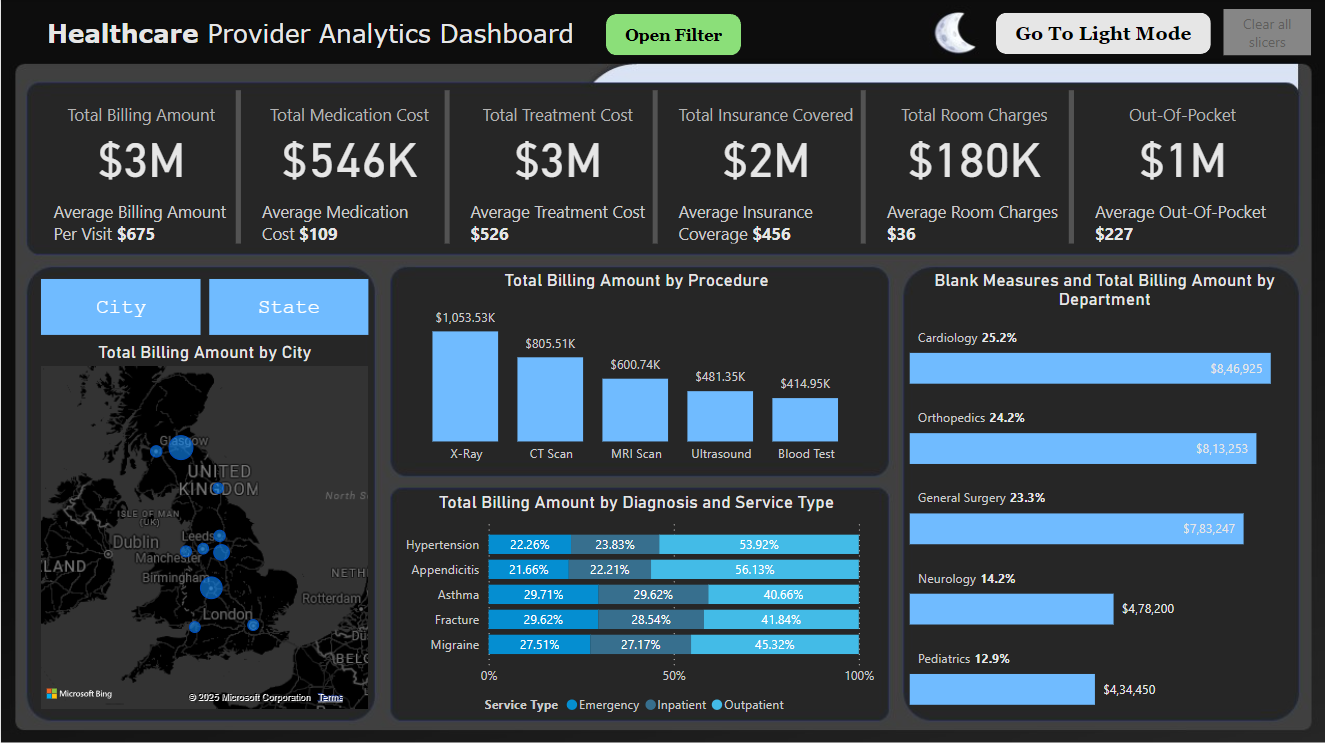 Healthcare Provider Analytics Dashboard
Open Filter
Go To Light Mode
Clear all
slicers
Total Billing Amount
$3M
Average Billing Amount
Per Visit $675
Total Medication Cost
$546K
Average Medication
Cost $109
Total Treatment Cost
$3M
Average Treatment Cost
$526
Total Insurance Covered
$2M
Average Insurance
Coverage $456
Total Room Charges
$180K
Average Room Charges
$36
Out-Of-Pocket
$1M
Average Out-Of-Pocket
$227
City
State
Total Billing Amount by City
Glasgow
UNITED
KINGDOM
North S
ISLE OF MAN
(UK)
Leeds
Dublin
Manchester
LAND
Birmingham
NETH
Rotterdam
London
BELG
Microsoft Bing
© 2025 Microsoft Corporation Terms
Total Billing Amount by Procedure
$1,053.53K
$805.51K
$600.74K
$481.35K
$414.95K
X-Ray
CT Scan
MRI Scan
Ultrasound
Blood Test
Total Billing Amount by Diagnosis and Service Type
Hypertension 22.26% 23.83% 53.92%
Appendicitis 21.66% 22.21% 56.13%
Asthma 29.71% 29.62% 40.66%
Fracture 29.62% 28.54% 41.84%
Migraine 27.51% 27.17% 45.32%
0% 50% 100%
Service Type Emergency Inpatient Outpatient
Blank Measures and Total Billing Amount by
Department
Cardiology 25.2%
$8,46,925
Orthopedics 24.2%
$8,13,253
General Surgery 23.3%
$7,83,247
Neurology 14.2%
$4,78,200
Pediatrics 12.9%
$4,34,450